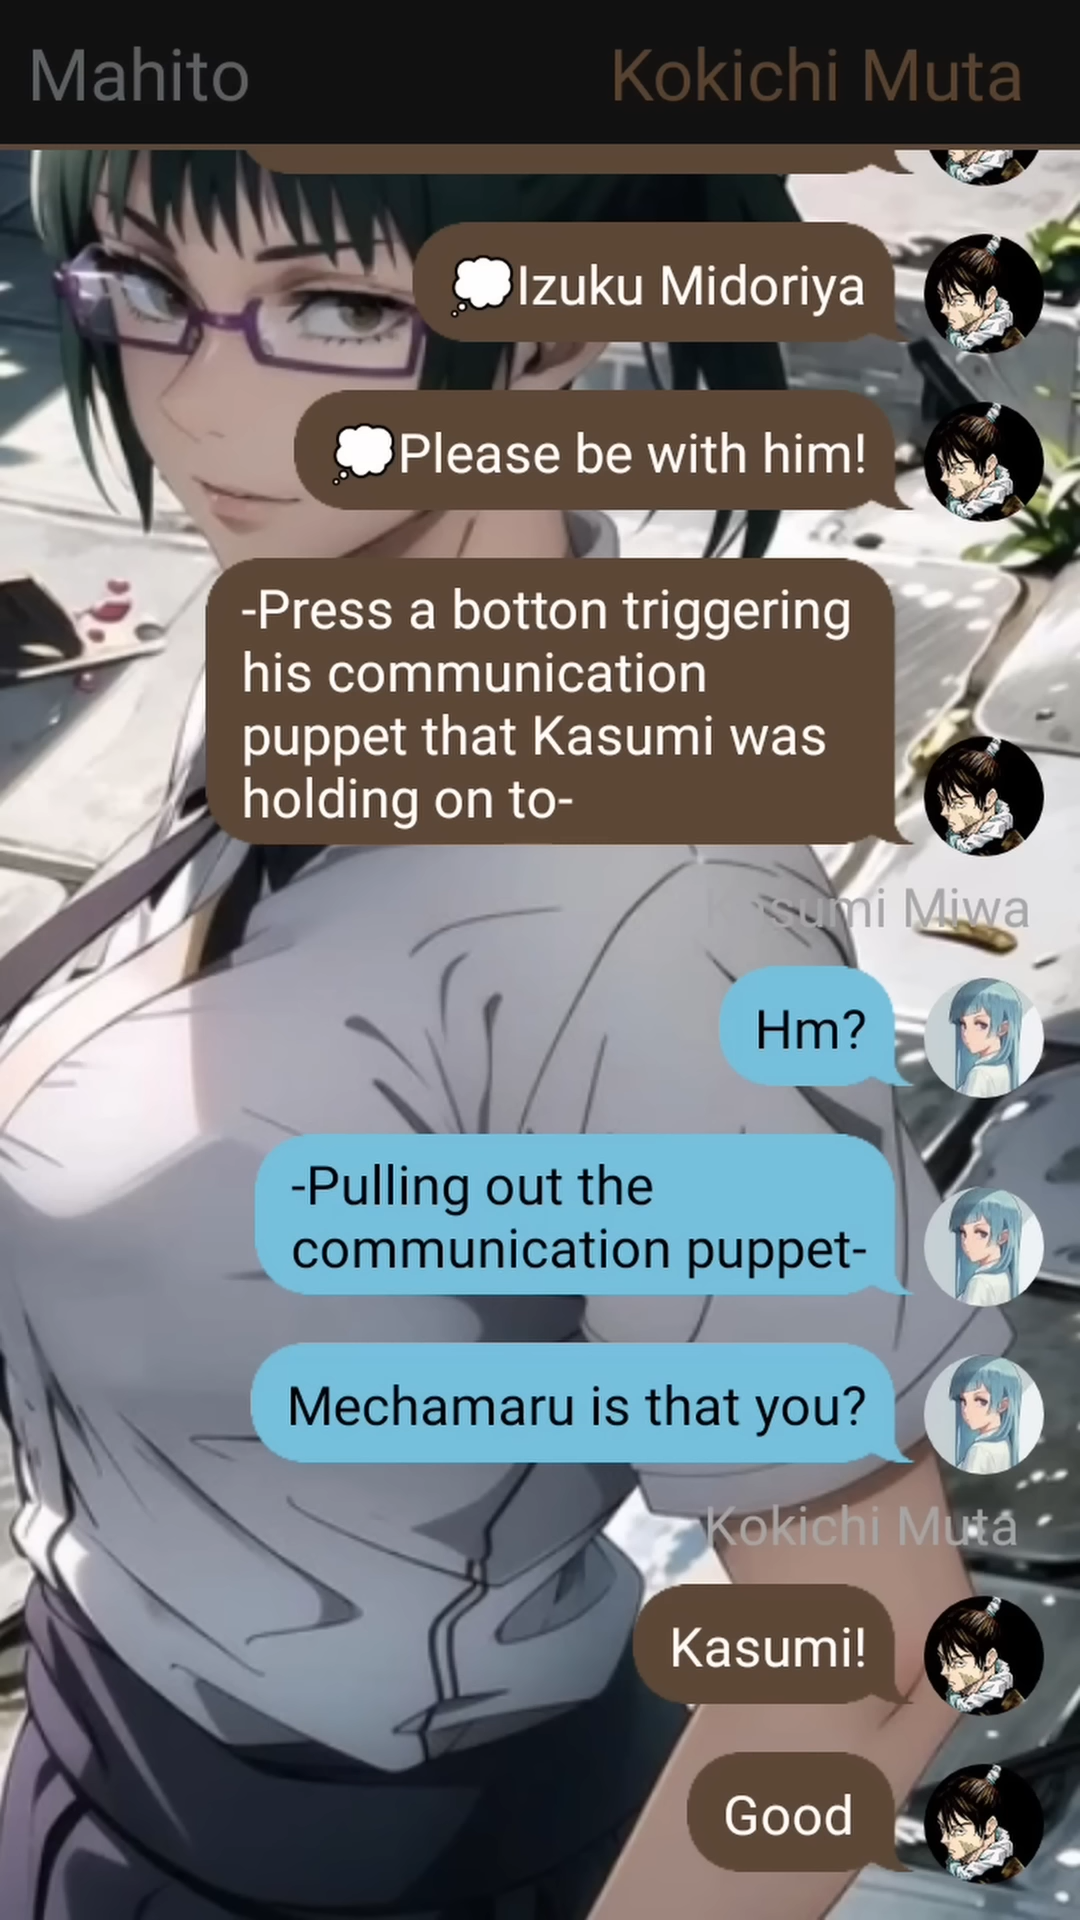 Mahito
Kokichi Muta
💭Izuku Midoriya
💭Please be with him!
-Press a botton triggering
his communication
puppet that Kasumi was
holding on to-
Kasumi Miwa
Hm?
-Pulling out the
communication puppet-
Mechamaru is that you?
Kokichi Muta
Kasumi!
Good